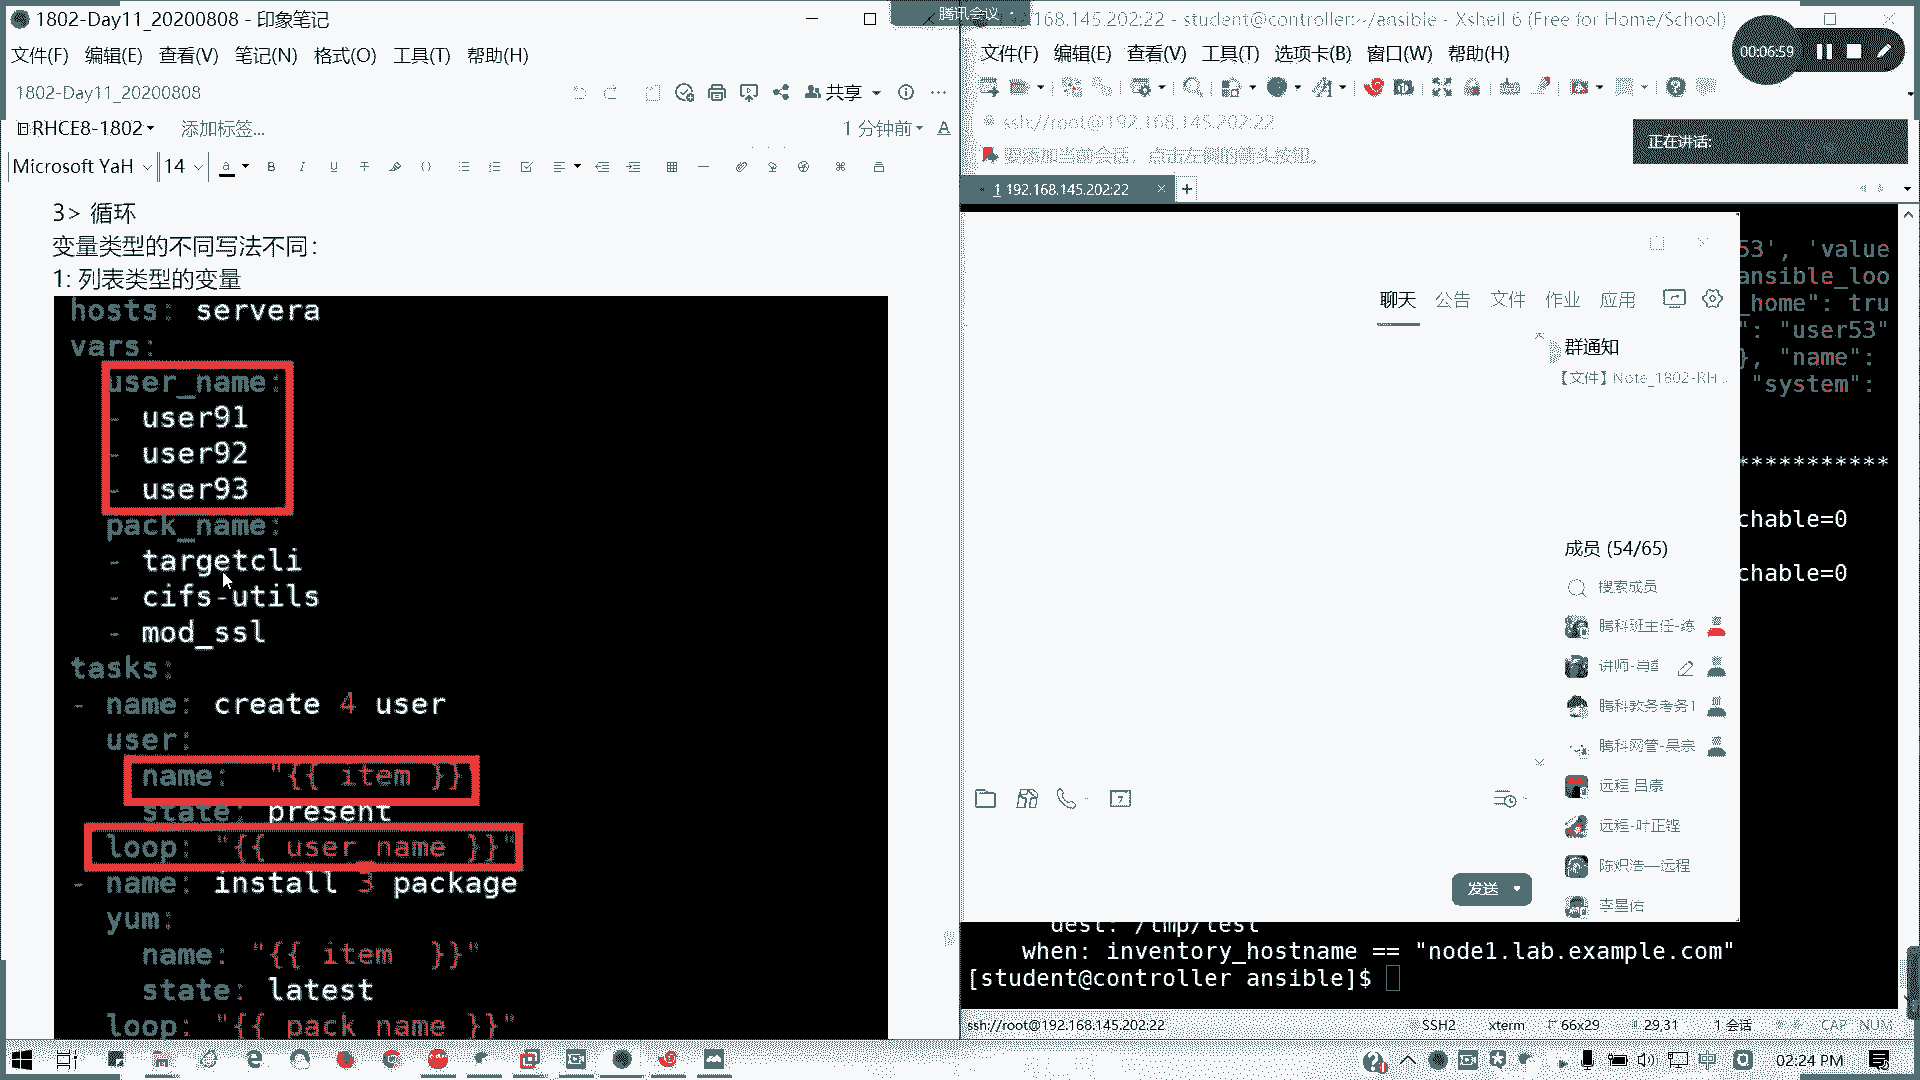 1802-Day11_20200808 - 印象笔记
文件(F) 编辑(E) 查看(V) 笔记(N) 格式(O) 工具(T) 帮助(H)
1802-Day11_20200808
共享
RHCE8-1802
添加标签...
1 分钟前
Microsoft YaH
14
3> 循环
变量类型的不同写法不同：
1: 列表类型的变量
hosts: servera
vars:
user_name:
- user91
- user92
- user93
pack_name:
- targetcli
- cifs-utils
- mod_ssl
tasks:
- name: create 4 user
user:
name: "{{ item }}
state: present
loop: "{{ user_name }}"
- name: install 3 package
yum:
name: "{{ item }}"
state: latest
loop: "{{ pack_name }}"
腾讯会议
168.145.202:22 - student@controller:~/ansible - Xshell 6 (Free for Home/School)
文件(F) 编辑(E) 查看(V) 工具(T) 选项卡(B) 窗口(W) 帮助(H)
00:06:59
ssh://root@192.168.145.202:22
要添加当前会话，点击左侧的箭头按钮。
正在讲话:
1 192.168.145.202:22
53', 'value
ansible_loo
_home": tru
": "user53"
}, "name":
"system":
***********
chable=0
chable=0
聊天 公告 文件 作业 应用
群通知
【文件】Note_1802-RH...
成员 (54/65)
搜索成员
腾科班主任-练
讲师-肖
腾科教务考务1
腾科网管-吴宗
远程 吕豪
远程-叶正铿
陈炽浩—远程
李星佑
发送
dest: /tmp/test
when: inventory_hostname == "node1.lab.example.com"
[student@controller ansible]$
ssh://root@192.168.145.202:22
SSH2
xterm
66x29
29,31
1 会话
CAP NUM
02:24 PM